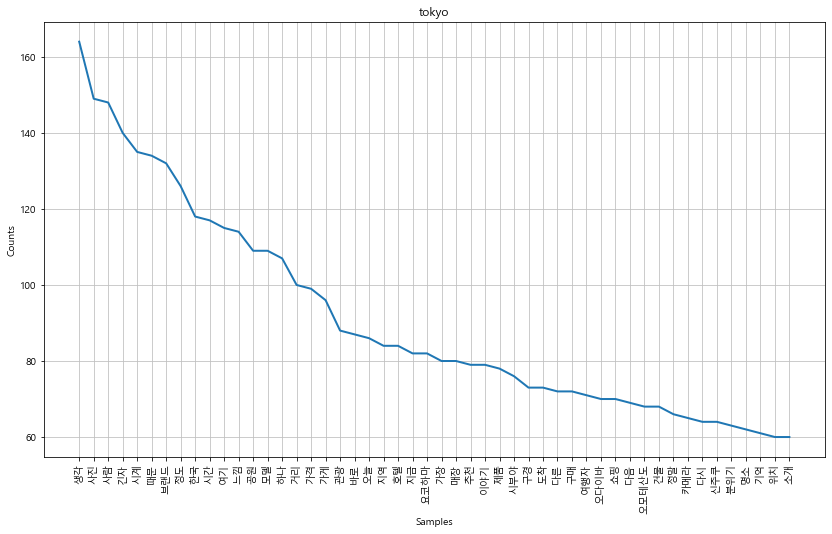 tokyo
160
140
120
100
80
60
Counts
생각
사진
사람
긴자
시계
때문
브랜드
정도
한국
시간
여기
느낌
공원
모델
하나
거리
가격
가게
관광
바로
오늘
지역
호텔
지금
요코하마
가장
매장
추천
이야기
제품
시부야
구경
도착
다른
구매
여행자
오다이바
쇼핑
다음
오모테산도
건물
정말
카메라
다시
신주쿠
분위기
명소
기억
위치
소개
Samples